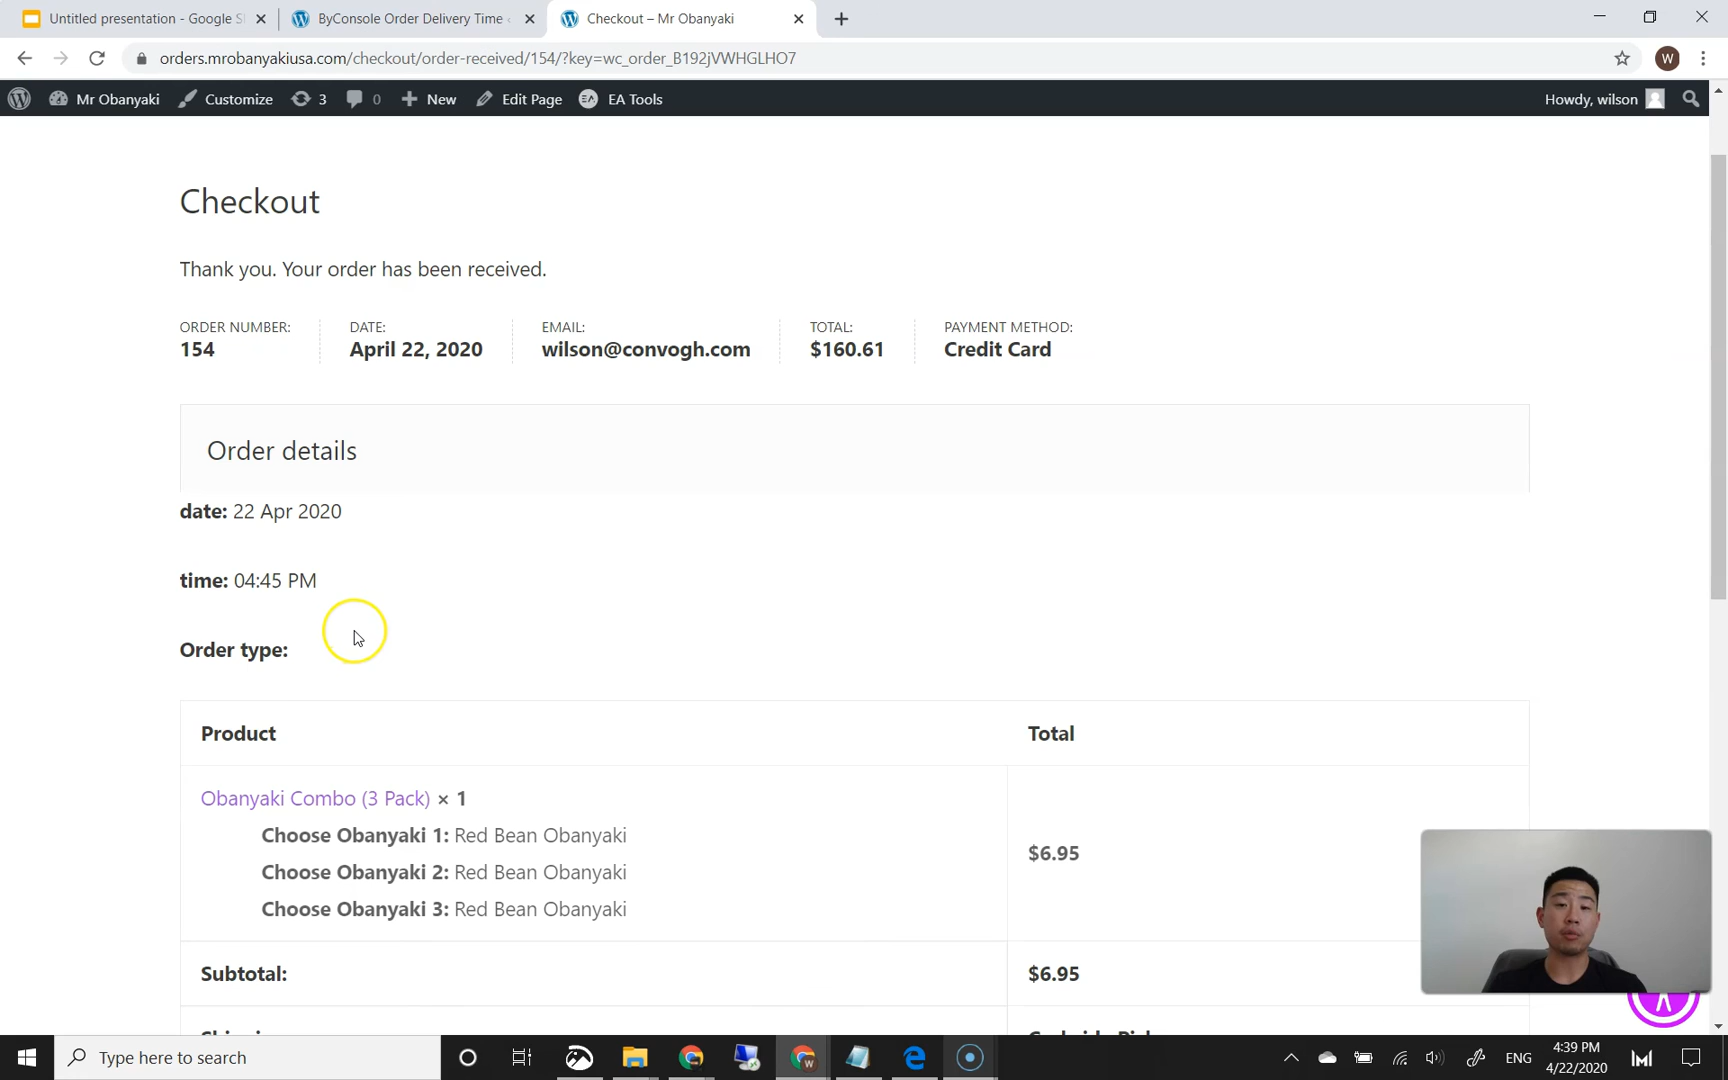 Untitled presentation - Google S
ByConsole Order Delivery Time
Checkout – Mr Obanyaki
orders.mrobanyakiusa.com/checkout/order-received/154/?key=wc_order_B192jVWHGLHO7
W
Mr Obanyaki
Customize
3
0
New
Edit Page
EA Tools
Howdy, wilson
Checkout
Thank you. Your order has been received.
ORDER NUMBER:
154
DATE:
April 22, 2020
EMAIL:
wilson@convogh.com
TOTAL:
$160.61
PAYMENT METHOD:
Credit Card
Order details
date: 22 Apr 2020
time: 04:45 PM
Order type:
Product Total
Obanyaki Combo (3 Pack) × 1
Choose Obanyaki 1: Red Bean Obanyaki
Choose Obanyaki 2: Red Bean Obanyaki
Choose Obanyaki 3: Red Bean Obanyaki
$6.95
Subtotal: $6.95
Type here to search
ENG
4:39 PM
4/22/2020